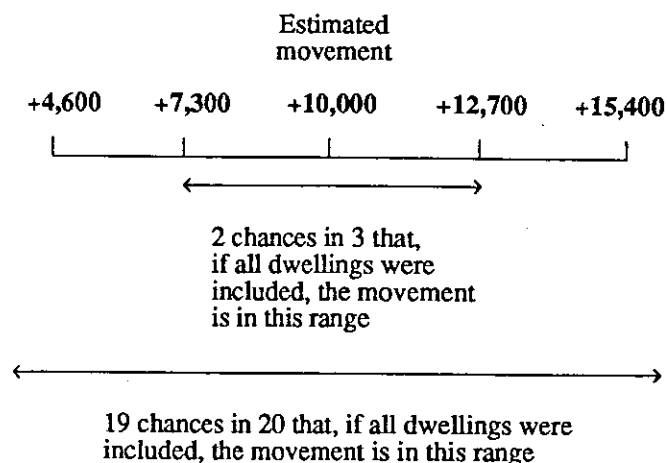 Estimated
movement
+4,600 +7,300 +10,000 +12,700 +15,400
2 chances in 3 that,
if all dwellings were
included, the movement
is in this range
19 chances in 20 that, if all dwellings were
included, the movement is in this range